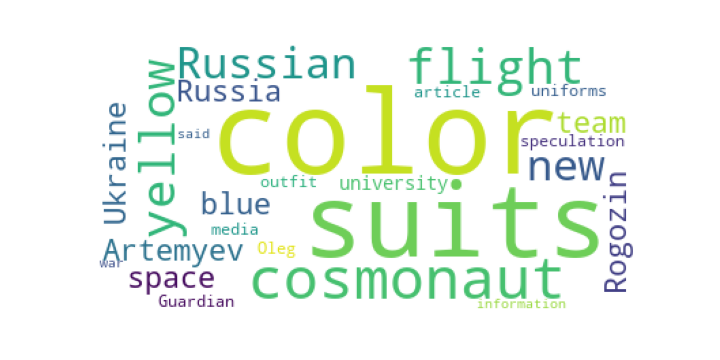 Russian
flight
Russia
article
uniforms
color
yellow
Ukraine
said
team
speculation
new
outfit
university
suits
blue
media
Rogozin
Artemyev
Oleg
war
space
cosmonaut
Guardian
information